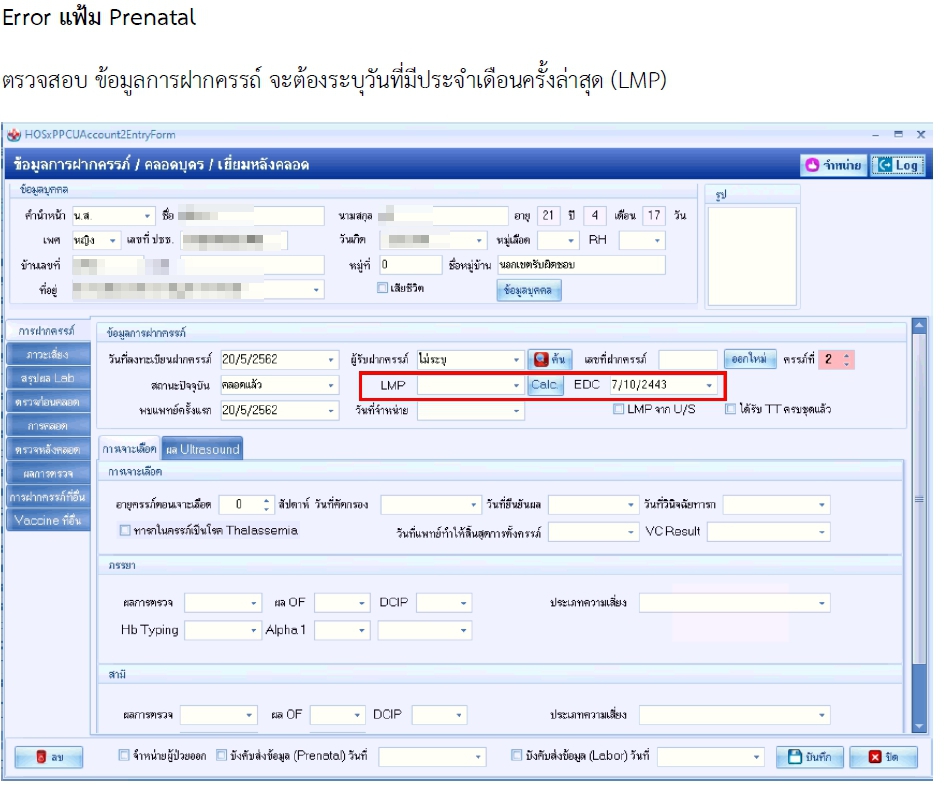 Error แฟ้ม Prenatal
ตรวจสอบ ข้อมูลการฝากครรถ์ จะต้องระบุวันที่มีประจำเดือนครั้งล่าสุด (LMP)
HOSxPPCUAccount2EntryForm
ข้อมูลการฝากครรภ์ / คลอดบุตร / เยี่ยมหลังคลอด จำหน่าย Log
ข้อมูลบุคคล รูป
คำนำหน้า น.ส. ชื่อ นามสกุล อายุ 21 ปี 4 เดือน 17 วัน
เพศ หญิง เลขที่ ปชช. วันเกิด หมู่เลือด RH
บ้านเลขที่ หมู่ที่ 0 ชื่อหมู่บ้าน นอกเขตรับผิดชอบ
ที่อยู่ เสียชีวิต ข้อมูลบุคคล
การฝากครรภ์ ข้อมูลการฝากครรภ์
ภาวะเสี่ยง วันที่ลงทะเบียนฝากครรภ์ 20/5/2562 ผู้รับฝากครรภ์ ไม่ระบุ ค้น เลขที่ฝากครรภ์ ออกใหม่ ครรภ์ที่ 2
สรุปผล Lab สถานะปัจจุบัน คลอดแล้ว LMP Calc EDC 7/10/2443
ตรวจก่อนคลอด พบแพทย์ครั้งแรก 20/5/2562 วันที่จำหน่าย LMP จาก U/S ได้รับ TT ครบชุดแล้ว
การคลอด
ตรวจหลังคลอด การเจาะเลือด ผล Ultrasound
ผลการตรวจ การเจาะเลือด
การฝากครรภ์ที่อื่น อายุครรภ์ตอนเจาะเลือด 0 สัปดาห์ วันที่คัดกรอง วันที่ยืนยันผล วันที่วินิจฉัยทารก
Vaccine ที่อื่น ทารกในครรภ์เป็นโรค Thalassemia วันที่แพทย์ทำให้สิ้นสุดการตั้งครรภ์ VC Result
ภรรยา
ผลการตรวจ ผล OF DCIP ประเภทความเสี่ยง
Hb Typing Alpha 1
สามี
ผลการตรวจ ผล OF DCIP ประเภทความเสี่ยง
ลบ จำหน่ายผู้ป่วยออก บังคับส่งข้อมูล (Prenatal) วันที่ บังคับส่งข้อมูล (Labor) วันที่ บันทึก ปิด